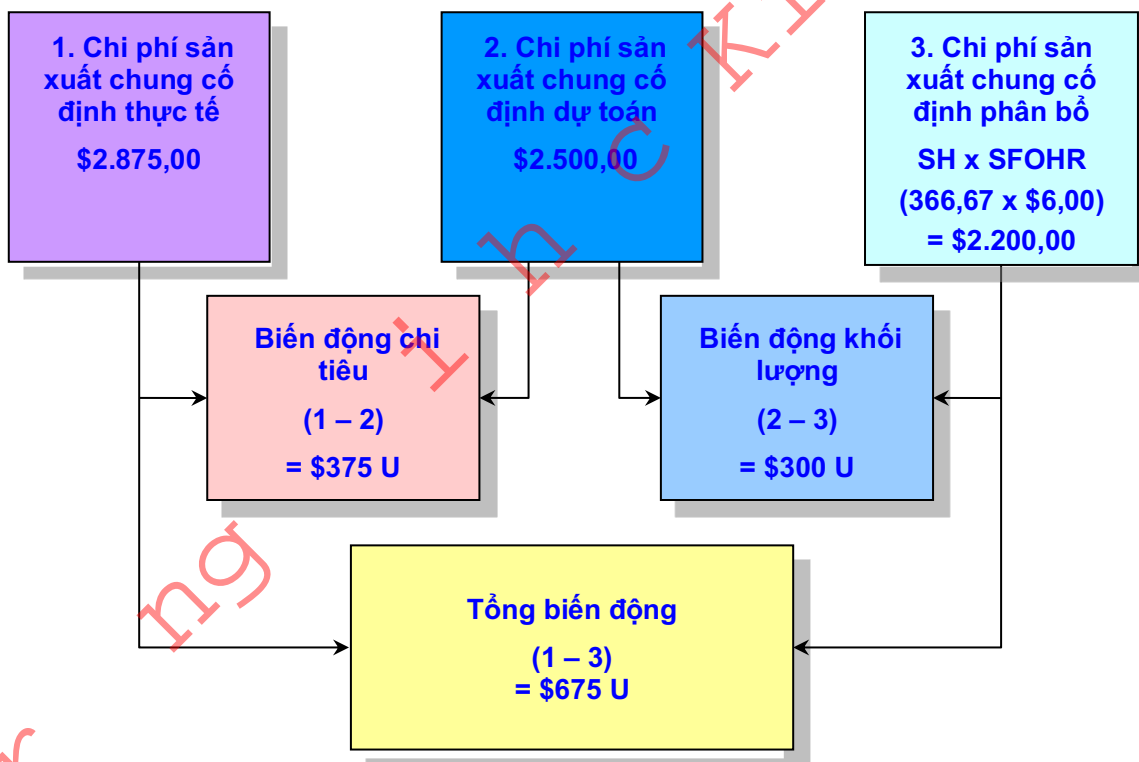 1. Chi phí sản
xuất chung cố
định thực tế
$2.875,00
2. Chi phí sản
xuất chung cố
định dự toán
$2.500,00
3. Chi phí sản
xuất chung cố
định phân bổ
SH x SFOHR
(366,67 x $6,00)
= $2.200,00
Biến động chi
tiêu
(1 – 2)
= $375 U
Biến động khối
lượng
(2 – 3)
= $300 U
Tổng biến động
(1 – 3)
= $675 U